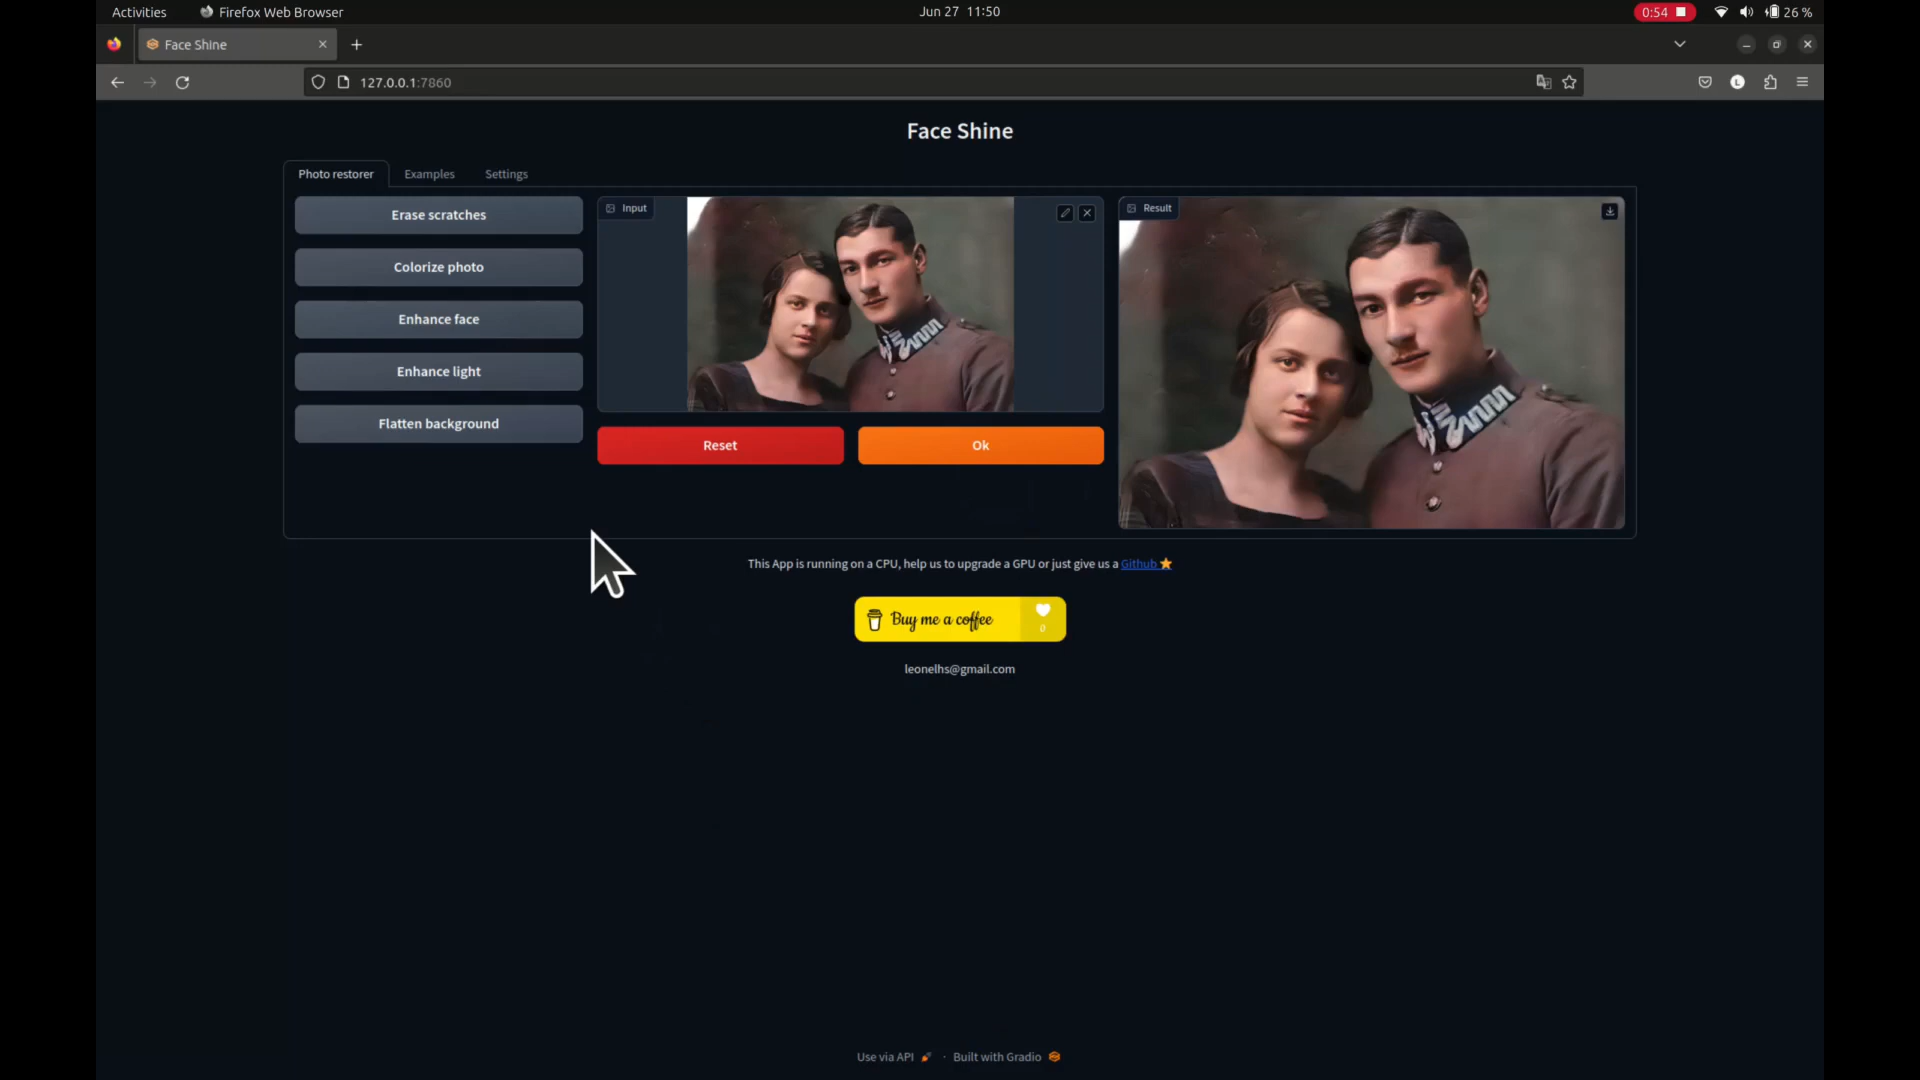 Activities Firefox Web Browser Jun 27 11:50 0:54 26 %
Face Shine
127.0.0.1:7860
Face Shine
Photo restorer Examples Settings
Erase scratches
Colorize photo
Enhance face
Enhance light
Flatten background
Input
Reset Ok
Result
This App is running on a CPU, help us to upgrade a GPU or just give us a Github
Buy me a coffee 0
leonelhs@gmail.com
Use via API · Built with Gradio